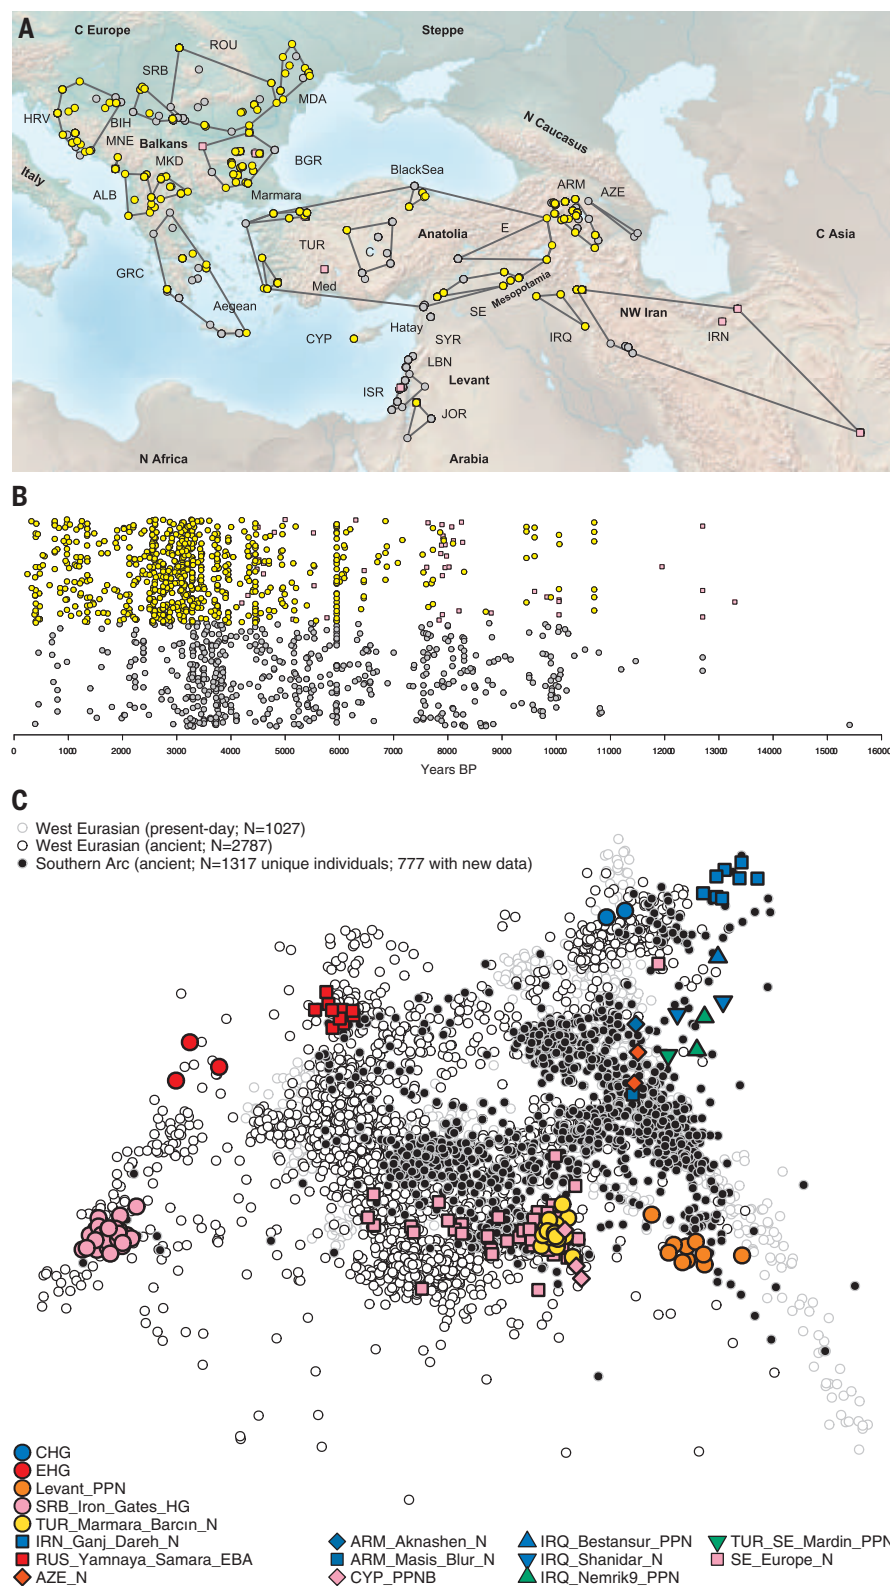 A
C Europe
Steppe
ROU
SRB
MDA
HRV
BIH
MNE
Balkans
MKD
BGR
N Caucasus
Italy
ALB
Marmara
BlackSea
ARM
AZE
E
TUR
C
Anatolia
C Asia
GRC
Med
Mesopotamia
Aegean
SE
NW Iran
Hatay
CYP
SYR
IRQ
IRN
LBN
ISR
Levant
JOR
N Africa
Arabia
B
0 1000 2000 3000 4000 5000 6000 7000 8000 9000 10000 11000 12000 13000 14000 15000 16000
Years BP
C
West Eurasian (present-day; N=1027)
West Eurasian (ancient; N=2787)
Southern Arc (ancient; N=1317 unique individuals; 777 with new data)
CHG
EHG
Levant_PPN
SRB_Iron_Gates_HG
TUR_Marmara_Barcın_N
IRN_Ganj_Dareh_N
RUS_Yamnaya_Samara_EBA
AZE_N
ARM_Aknashen_N
ARM_Masis_Blur_N
CYP_PPNB
IRQ_Bestansur_PPN
IRQ_Shanidar_N
IRQ_Nemrik9_PPN
TUR_SE_Mardin_PPN
SE_Europe_N